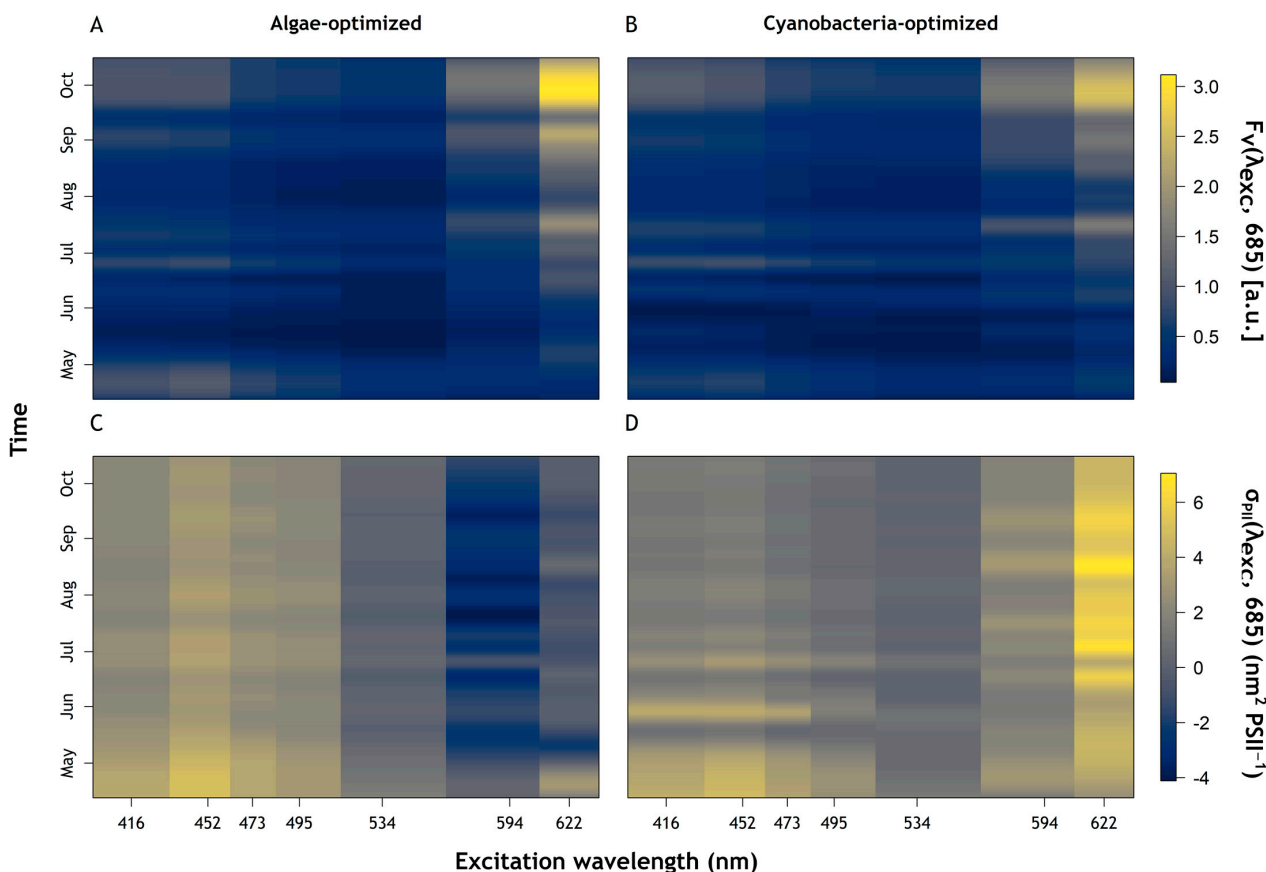 A
Algae-optimized
B
Cyanobacteria-optimized
Oct
Sep
Aug
Jul
Jun
May
3.0
2.5
2.0
1.5
1.0
0.5
Fᵥ(λexc, 685) [a.u.]
Time
C
D
Oct
Sep
Aug
Jul
Jun
May
6
4
2
0
-2
-4
σPII(λexc, 685) (nm² PSII⁻¹)
416 452 473 495 534 594 622
416 452 473 495 534 594 622
Excitation wavelength (nm)